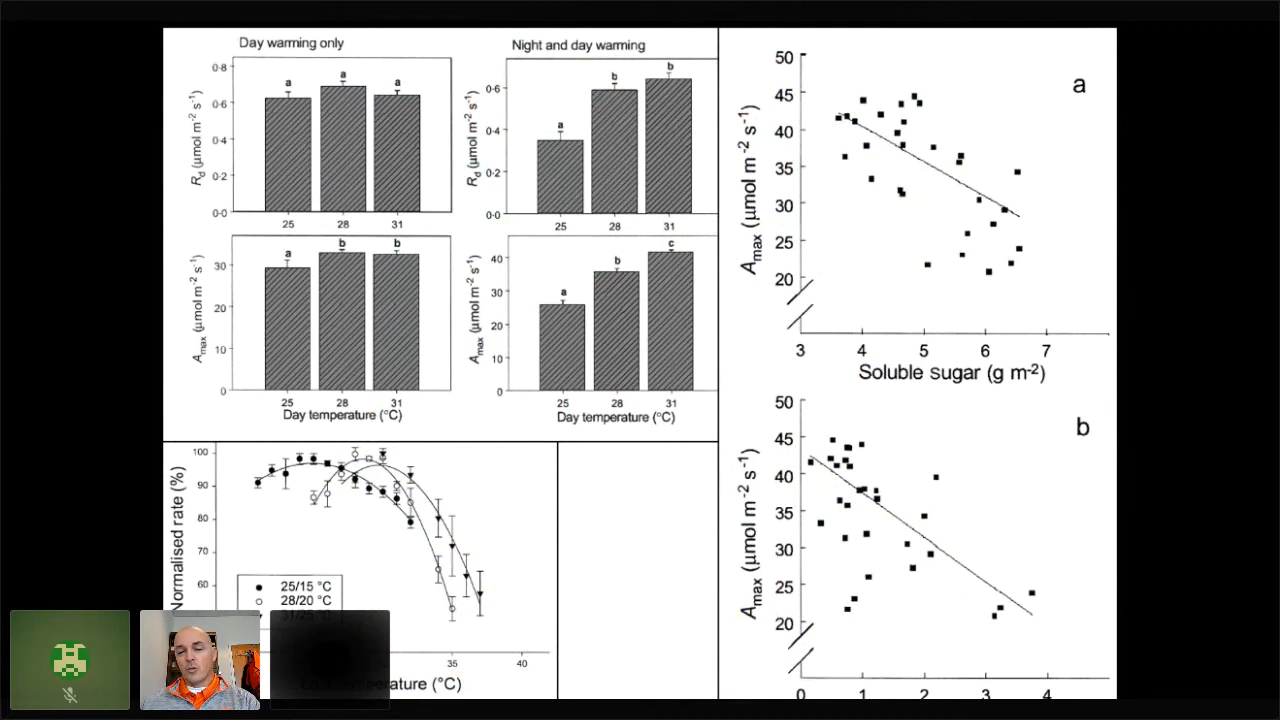 Day warming only
Night and day warming
0·8
0·6
0·4
0·2
0·0
Rd (μmol m-2 s-1)
a
a
a
25
28
31
0·6
0·4
0·2
0·0
Rd (μmol m-2 s-1)
a
b
b
25
28
31
30
20
10
0
Amax (μmol m-2 s-1)
a
b
b
25
28
31
Day temperature (°C)
40
30
20
10
0
Amax (μmol m-2 s-1)
a
b
c
25
28
31
Day temperature (°C)
100
90
80
70
60
Normalised rate (%)
25/15 °C
28/20 °C
35
40
erature (°C)
50
45
40
35
30
25
20
Amax (μmol m-2 s-1)
a
3
4
5
6
7
Soluble sugar (g m-2)
50
45
40
35
30
25
20
Amax (μmol m-2 s-1)
b
0
1
2
3
4